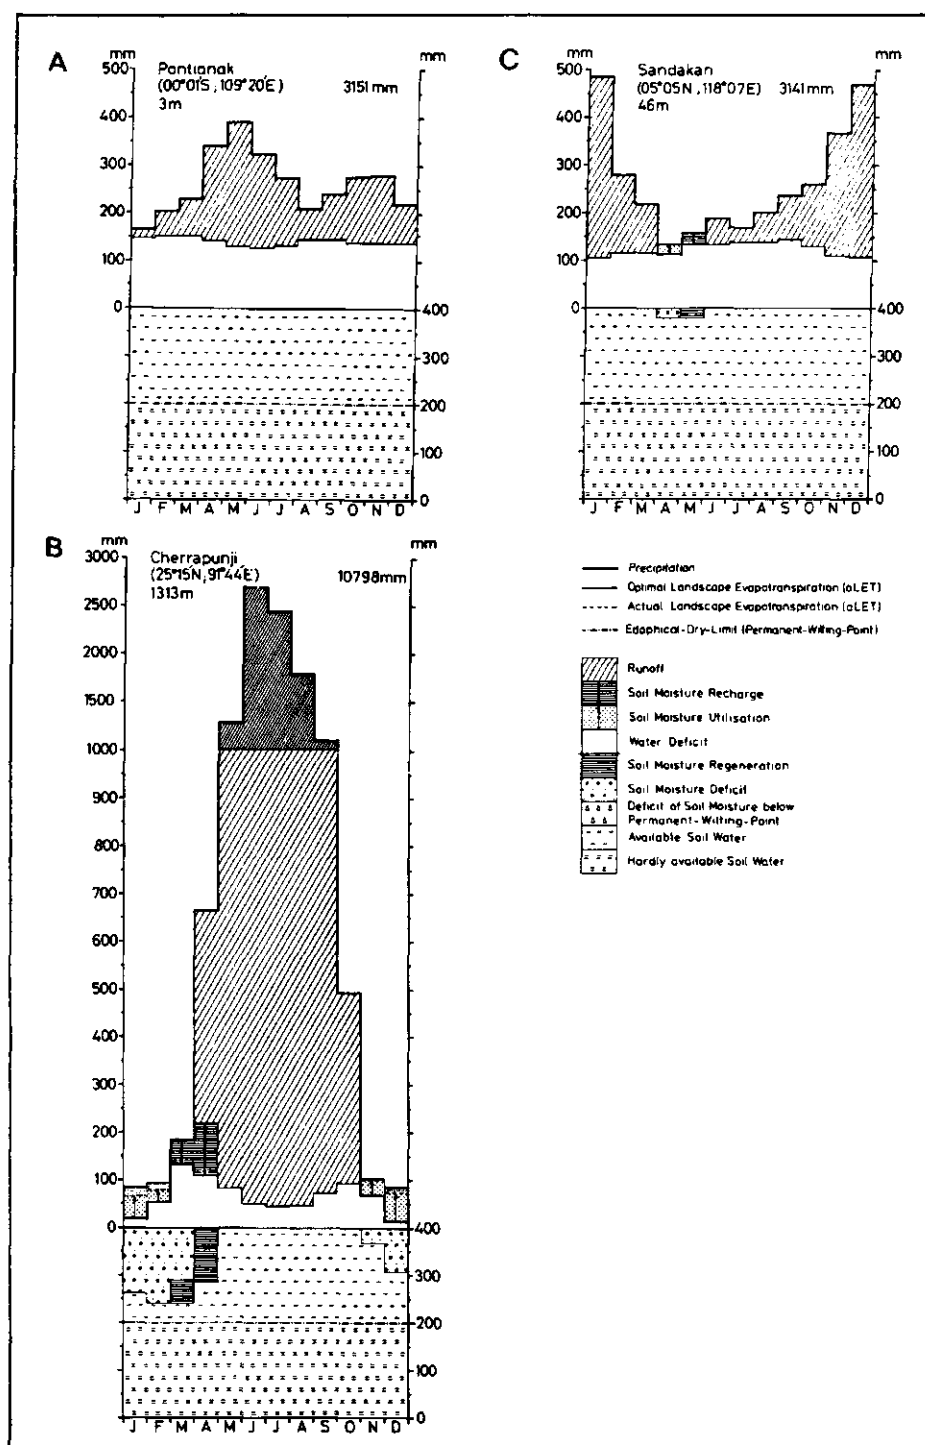 A
mm
Pontianak
(00°01'S, 109°20'E)
3m
3151 mm
mm
500
400
300
200
100
0
400
300
200
100
0
J F M A M J J A S O N D
C
mm
Sandakan
(05°05'N, 118°07'E)
46m
3141 mm
mm
500
400
300
200
100
0
400
300
200
100
0
J F M A M J J A S O N D
B
mm
Cherrapunji
(25°15'N, 91°44'E)
1313m
10798mm
mm
3000
2500
2000
1500
1000
900
800
700
600
500
400
300
200
100
0
400
300
200
100
0
J F M A M J J A S O N D
Precipitation
Optimal Landscape Evapotranspiration (oLET)
Actual Landscape Evapotranspiration (aLET)
Edaphical-Dry-Limit (Permanent-Wilting-Point)
Runoff
Soil Moisture Recharge
Soil Moisture Utilisation
Water Deficit
Soil Moisture Regeneration
Soil Moisture Deficit
Deficit of Soil Moisture below
Permanent-Wilting-Point
Available Soil Water
Hardly available Soil Water